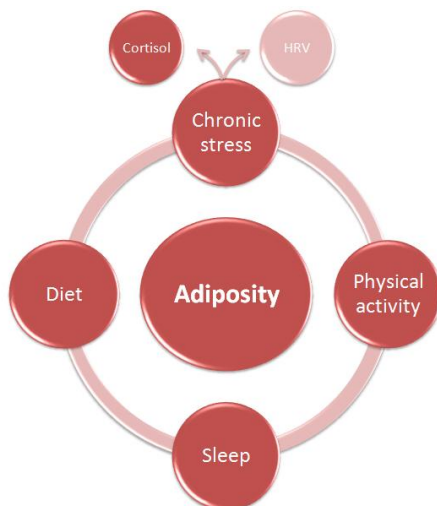 Cortisol
HRV
Chronic
stress
Diet
Adiposity
Physical
activity
Sleep